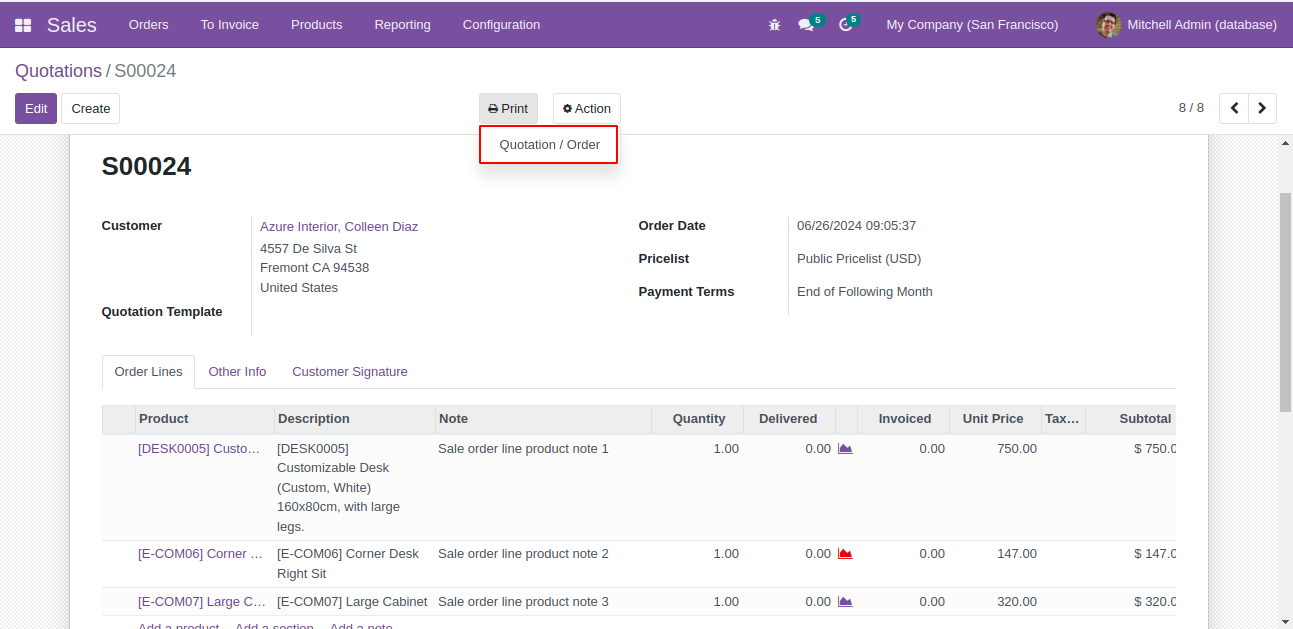 Sales Orders To Invoice Products Reporting Configuration 5 5 My Company (San Francisco) Mitchell Admin (database)
Quotations / S00024
Edit Create Print Action 8 / 8
Quotation / Order
S00024
Customer Azure Interior, Colleen Diaz
4557 De Silva St
Fremont CA 94538
United States
Quotation Template
Order Date 06/26/2024 09:05:37
Pricelist Public Pricelist (USD)
Payment Terms End of Following Month
Order Lines Other Info Customer Signature
Product Description Note Quantity Delivered Invoiced Unit Price Tax… Subtotal
[DESK0005] Custo… [DESK0005] Sale order line product note 1 1.00 0.00 0.00 750.00 $ 750.0
Customizable Desk
(Custom, White)
160x80cm, with large
legs.
[E-COM06] Corner … [E-COM06] Corner Desk Sale order line product note 2 1.00 0.00 0.00 147.00 $ 147.0
Right Sit
[E-COM07] Large C… [E-COM07] Large Cabinet Sale order line product note 3 1.00 0.00 0.00 320.00 $ 320.0
Add a product Add a section Add a note